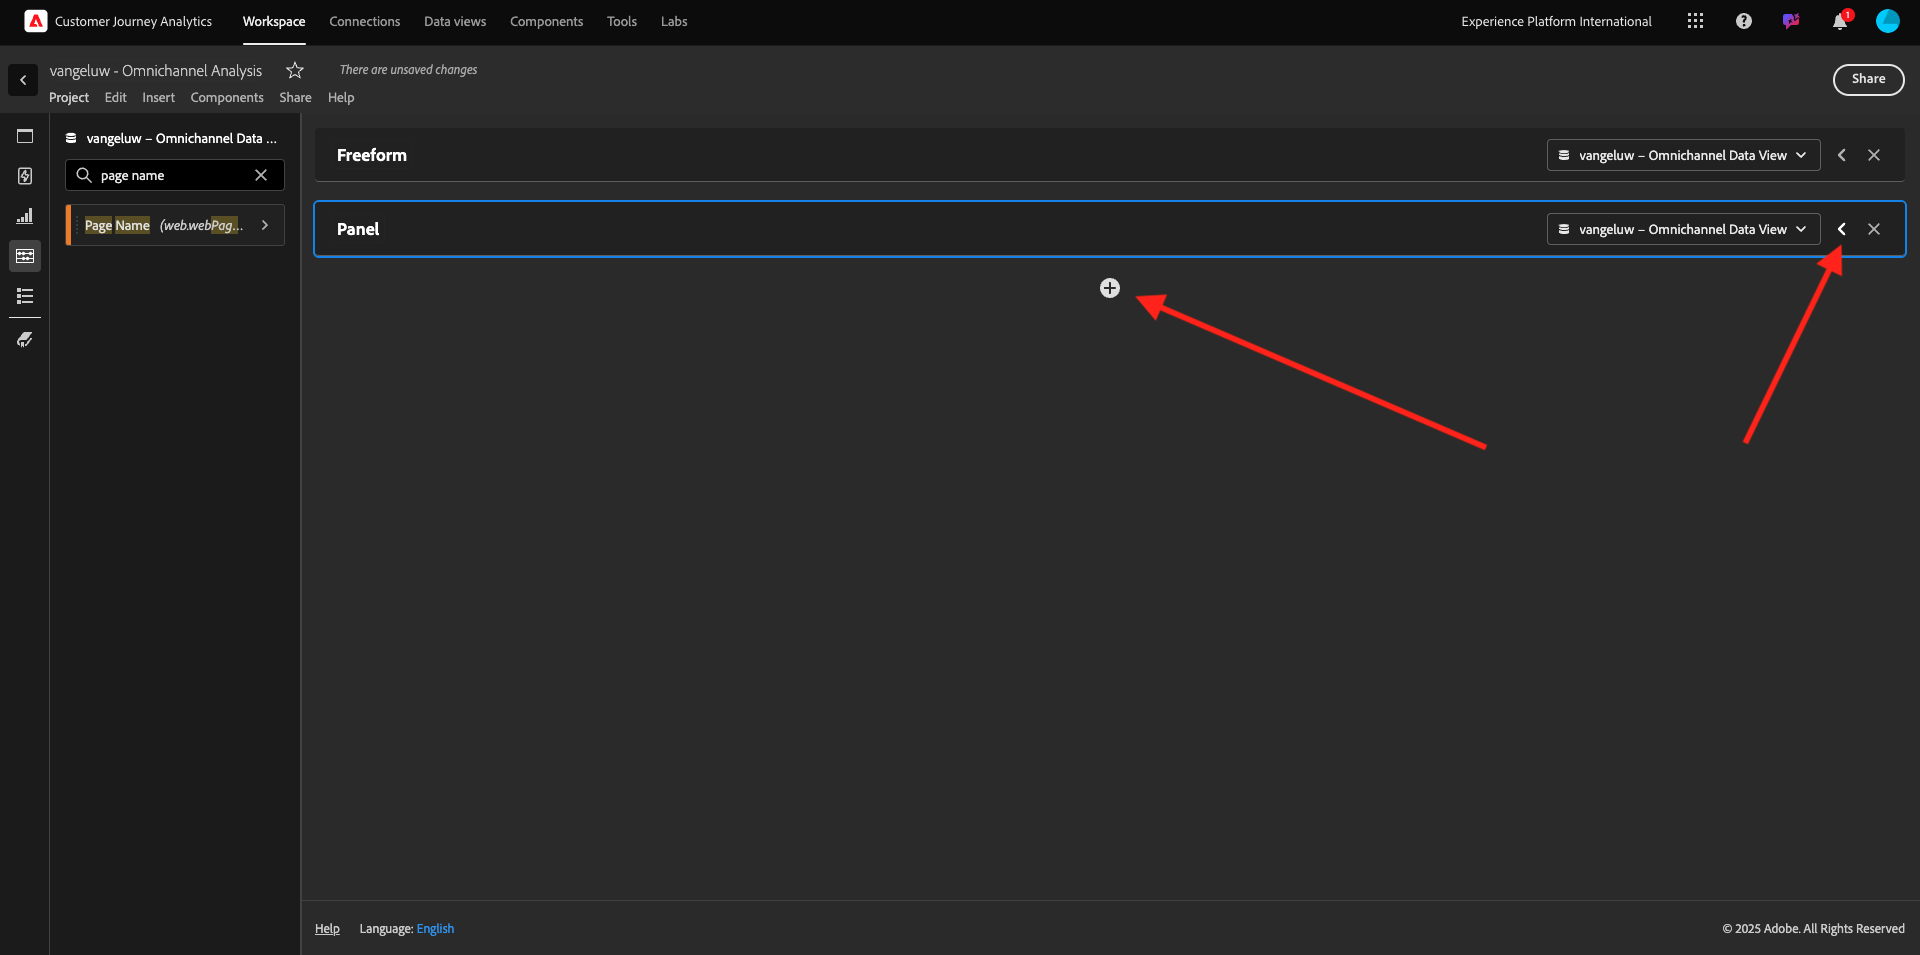 Customer Journey Analytics
Workspace
Connections
Data views
Components
Tools
Labs
Experience Platform International
1
vangeluw - Omnichannel Analysis
There are unsaved changes
Project
Edit
Insert
Components
Share
Help
Share
vangeluw – Omnichannel Data ...
page name
Page Name (web.webPag...
Freeform
vangeluw – Omnichannel Data View
Panel
vangeluw – Omnichannel Data View
Help
Language: English
© 2025 Adobe. All Rights Reserved